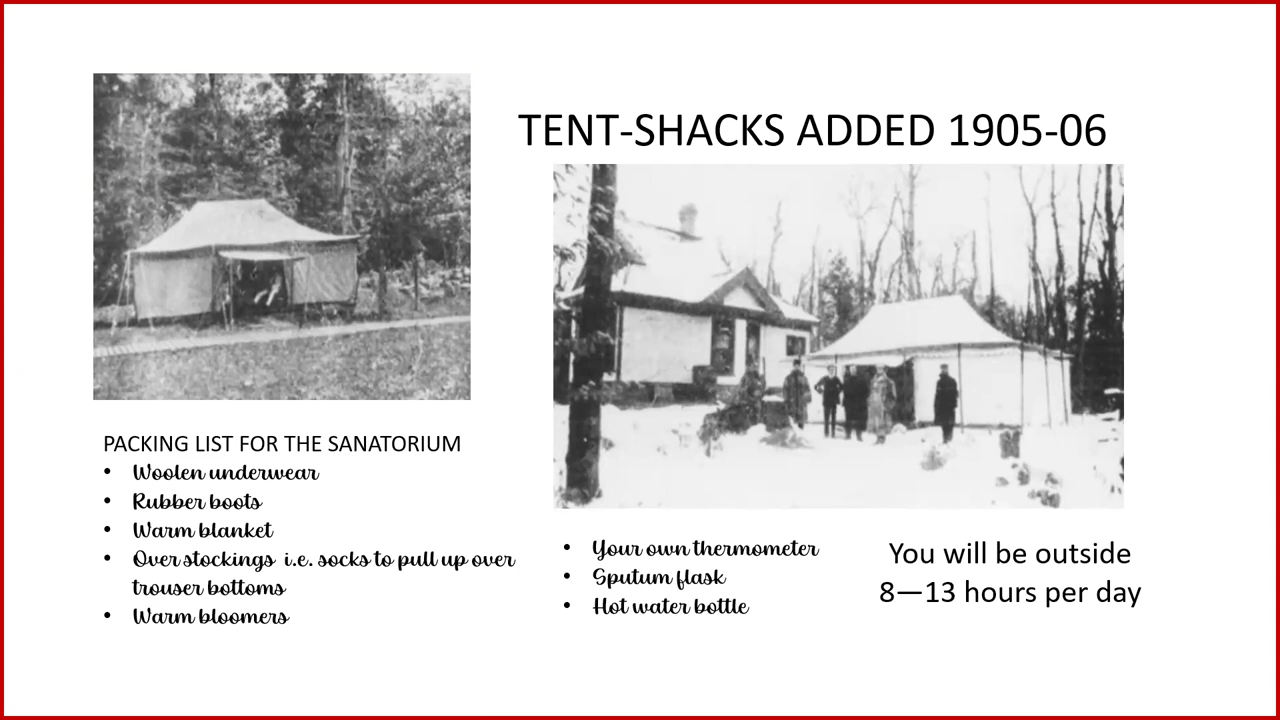 TENT-SHACKS ADDED 1905-06
PACKING LIST FOR THE SANATORIUM
• Woolen underwear
• Rubber boots
• Warm blanket
• Over stockings i.e. socks to pull up over
trouser bottoms
• Warm bloomers
• Your own thermometer
• Sputum flask
• Hot water bottle
You will be outside
8—13 hours per day